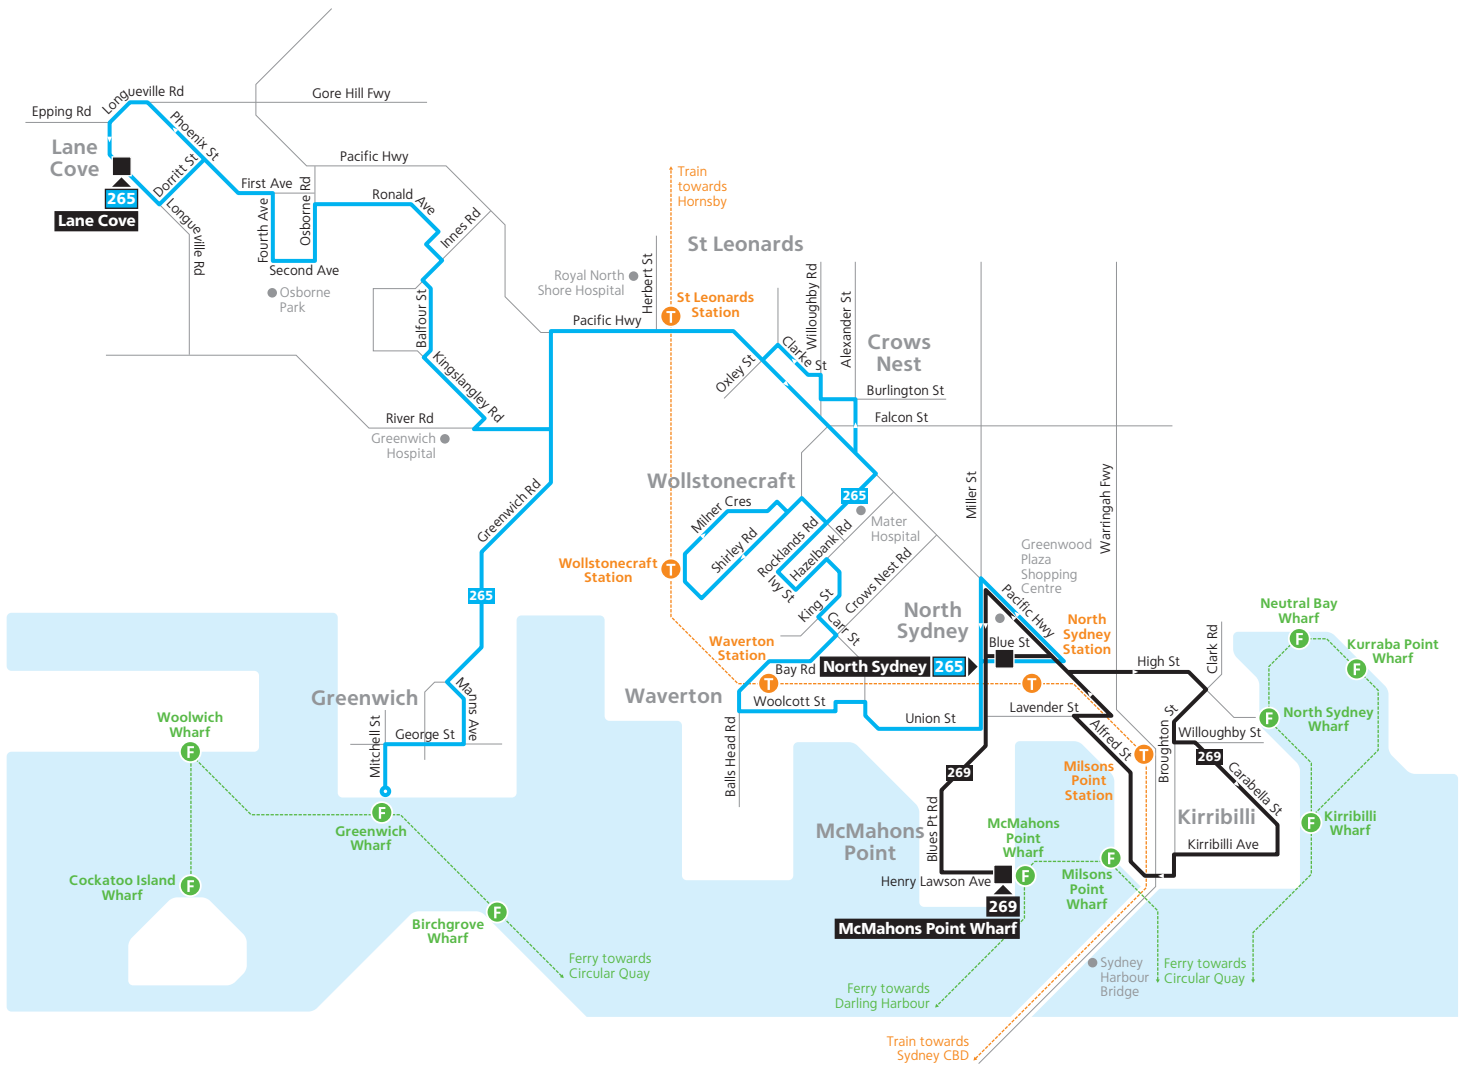 Longueville Rd
Gore Hill Fwy
Epping Rd
Phoenix St
Lane
Cove
Pacific Hwy
Dorritt St
First Ave
Osborne Rd
Ronald Ave
265
Lane Cove
Longueville Rd
Fourth Ave
Innes Rd
Second Ave
Osborne
Park
Balfour St
Kingslangley Rd
River Rd
Greenwich
Hospital
Train
towards
Hornsby
St Leonards
Royal North
Shore Hospital
Herbert St
T
St Leonards
Station
Pacific Hwy
Willoughby Rd
Alexander St
Crows
Nest
Oxley St
Clarke St
Burlington St
Falcon St
Wollstonecraft
265
Mater
Hospital
Milner Cres
Shirley Rd
Rocklands Rd
Hazelbank Rd
Ivy St
Crows Nest Rd
King St
Carr St
Miller St
Warringah Fwy
Greenwood
Plaza
Shopping
Centre
Greenwich Rd
Wollstonecraft
Station
T
265
North
Sydney
Pacific Hwy
North
Sydney
Station
Blue St
North Sydney 265
Waverton
Station
Bay Rd
T
T
Waverton
Woolcott St
Union St
Lavender St
High St
Clark Rd
Neutral Bay
Wharf
F
Kurraba Point
Wharf
F
North Sydney
Wharf
F
Greenwich
Manns Ave
George St
Mitchell St
Woolwich
Wharf
F
Balls Head Rd
269
Alfred St
Broughton St
Willoughby St
269
Carabella St
T
Milsons
Point
Station
Kirribilli
Kirribilli Ave
F
Kirribilli
Wharf
F
Greenwich
Wharf
McMahons
Point
Blues Pt Rd
McMahons
Point
Wharf
F
F
Milsons
Point
Wharf
Henry Lawson Ave
269
McMahons Point Wharf
Cockatoo Island
Wharf
F
Birchgrove
Wharf
F
Ferry towards
Circular Quay
Sydney
Harbour
Bridge
Ferry towards
Circular Quay
Ferry towards
Darling Harbour
Train towards
Sydney CBD